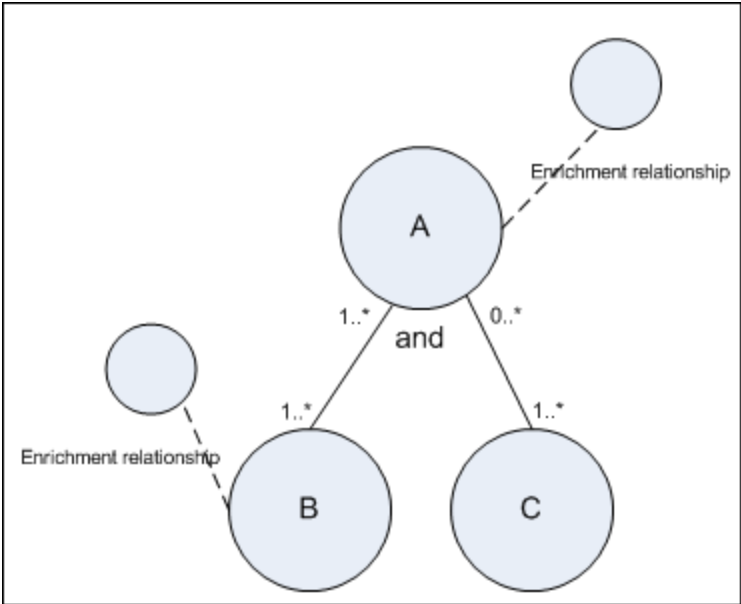 Enrichment relationship
A
1..*
0..*
and
1..*
1..*
Enrichment relationship
B
C